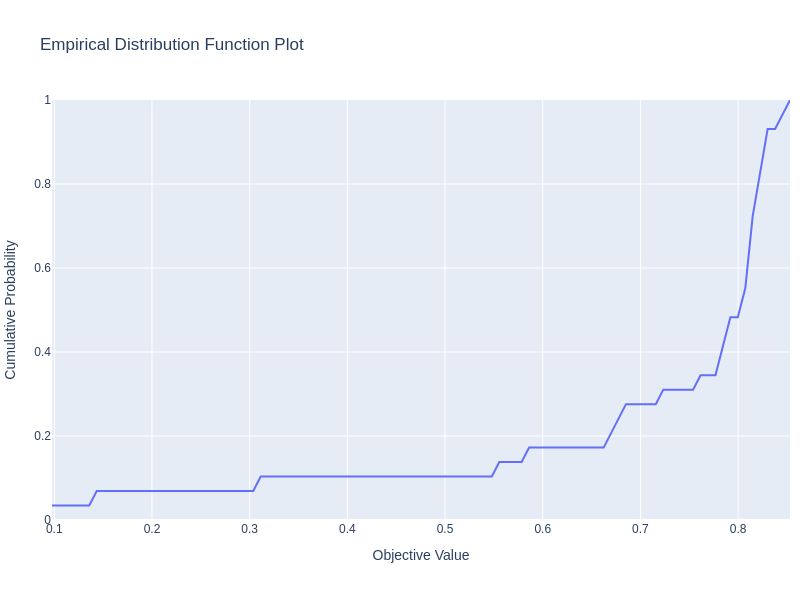 Empirical Distribution Function Plot
1
0.8
0.6
0.4
0.2
0
Cumulative Probability
0.1 0.2 0.3 0.4 0.5 0.6 0.7 0.8
Objective Value